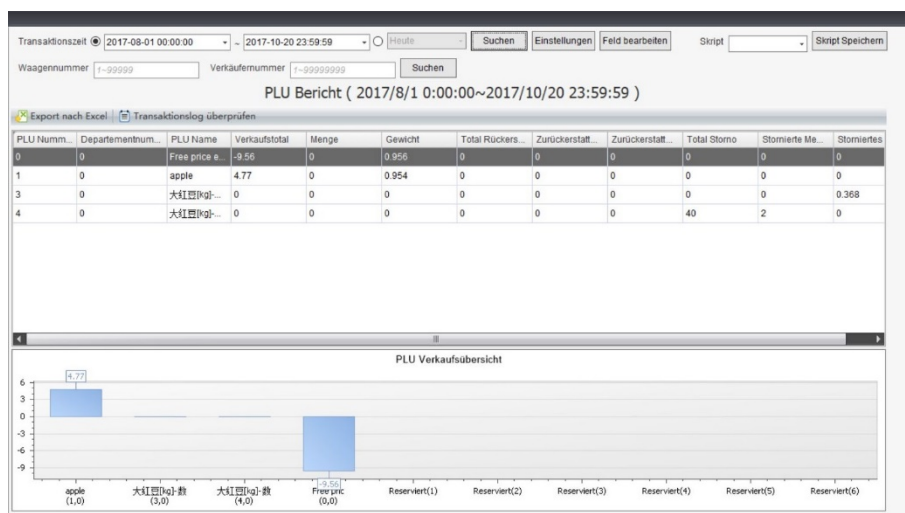 Transaktionszeit 2017-08-01 00:00:00 ~ 2017-10-20 23:59:59 Heute Suchen Einstellungen Feld bearbeiten Skript Skript Speichern
Waagennummer 1~99999 Verkäufernummer 1~99999999 Suchen
PLU Bericht ( 2017/8/1 0:00:00~2017/10/20 23:59:59 )
Export nach Excel Transaktionslog überprüfen
PLU Numm... Departementnum... PLU Name Verkaufstotal Menge Gewicht Total Rückers... Zurückerstatt... Zurückerstatt... Total Storno Stornierte Me... Storniertes
0 0 Free price e... -9.56 0 0.956 0 0 0 0 0 0
1 0 apple 4.77 0 0.954 0 0 0 0 0 0
3 0 大红豆[kg]-... 0 0 0 0 0 0 0 0 0.368
4 0 大红豆[kg]-... 0 0 0 0 0 0 40 2 0
PLU Verkaufsübersicht
4.77
6
3
0
-3
-6
-9
-9.56
apple 大红豆[kg]-数 大红豆[kg]-数 Free pric Reserviert(1) Reserviert(2) Reserviert(3) Reserviert(4) Reserviert(5) Reserviert(6)
(1,0) (3,0) (4,0) (0,0)